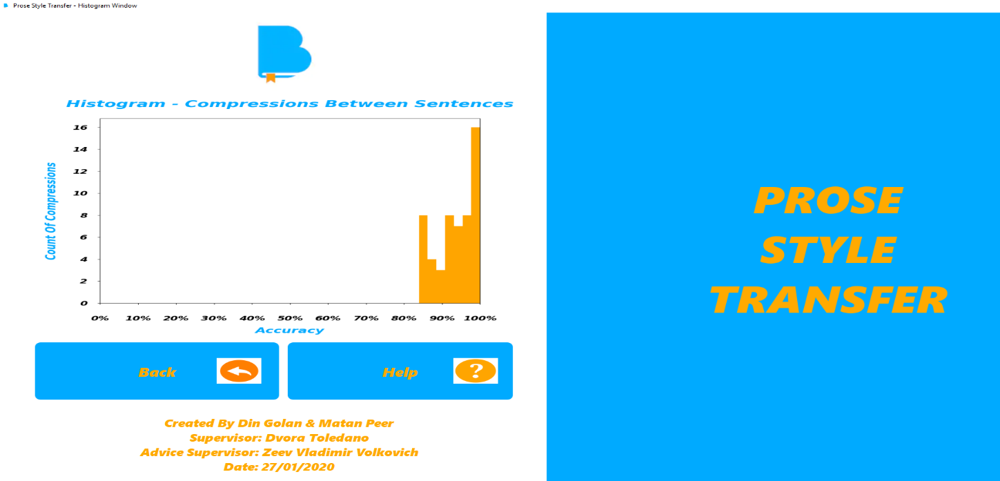 Prose Style Transfer - Histogram Window
Histogram - Compressions Between Sentences
16
14
12
10
8
6
4
2
0
Count Of Compressions
0% 10% 20% 30% 40% 50% 60% 70% 80% 90% 100%
Accuracy
Back
Help
?
Created By Din Golan & Matan Peer
Supervisor: Dvora Toledano
Advice Supervisor: Zeev Vladimir Volkovich
Date: 27/01/2020
PROSE
STYLE
TRANSFER